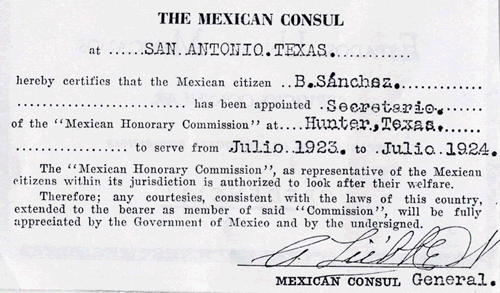 THE MEXICAN CONSUL
at ......SAN ANTONIO.TEXAS...............
hereby certifies that the Mexican citizen ..B.Sánchez.............
............................ has been appointed .Secretario.......
of the "Mexican Honorary Commission" at....Hunter,Texas.......
....................... to serve from Julio.1923. to Julio.1924.
The "Mexican Honorary Commission", as representative of the Mexican
citizens within its jurisdiction is authorized to look after their welfare.
Therefore; any courtesies, consistent with the laws of this country,
extended to the bearer as member of said "Commission", will be fully
appreciated by the Government of Mexico and by the undersigned.
MEXICAN CONSUL General.